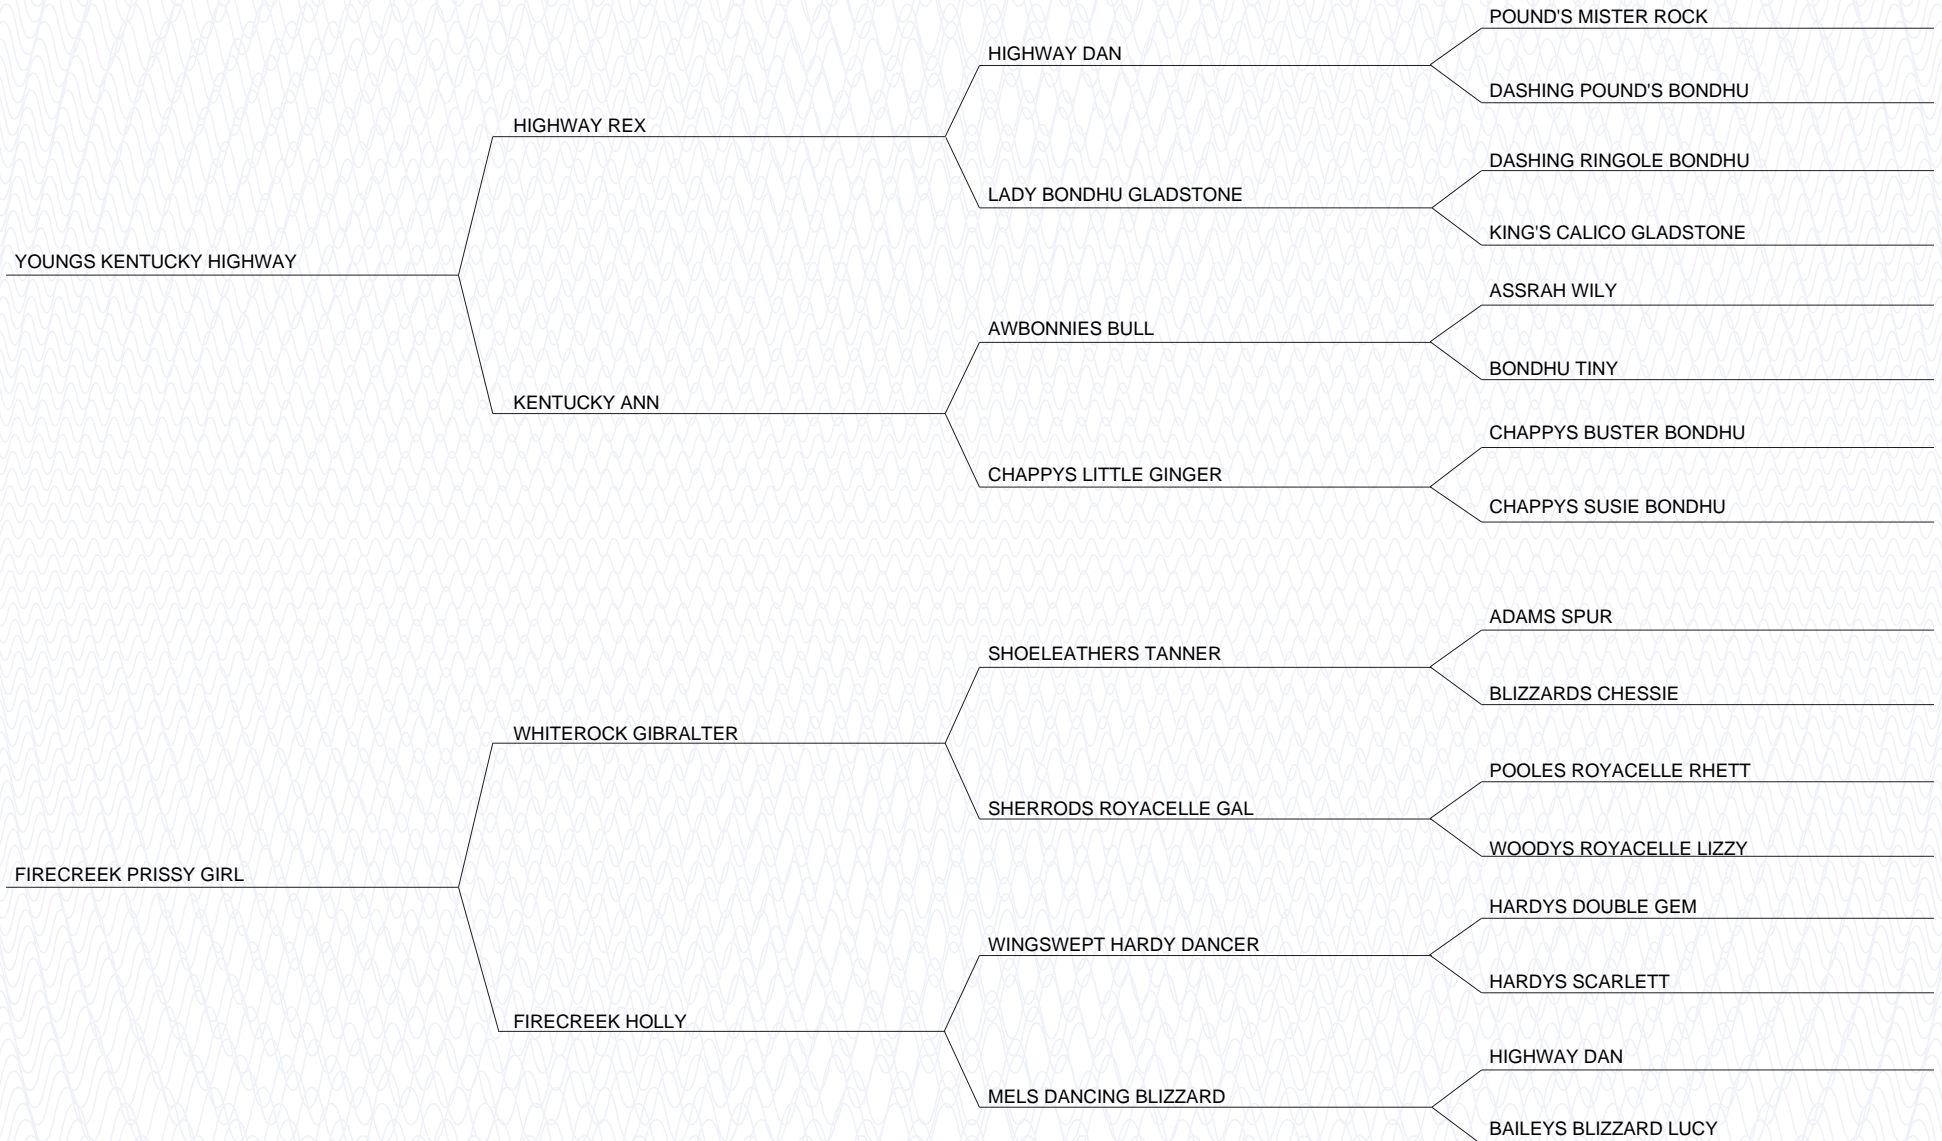 POUND'S MISTER ROCK
HIGHWAY DAN
DASHING POUND'S BONDHU
HIGHWAY REX
DASHING RINGOLE BONDHU
LADY BONDHU GLADSTONE
KING'S CALICO GLADSTONE
YOUNGS KENTUCKY HIGHWAY
ASSRAH WILY
AWBONNIES BULL
BONDHU TINY
KENTUCKY ANN
CHAPPYS BUSTER BONDHU
CHAPPYS LITTLE GINGER
CHAPPYS SUSIE BONDHU
ADAMS SPUR
SHOELEATHERS TANNER
BLIZZARDS CHESSIE
WHITEROCK GIBRALTER
POOLES ROYACELLE RHETT
SHERRODS ROYACELLE GAL
WOODYS ROYACELLE LIZZY
FIRECREEK PRISSY GIRL
HARDYS DOUBLE GEM
WINGSWEPT HARDY DANCER
HARDYS SCARLETT
FIRECREEK HOLLY
HIGHWAY DAN
MELS DANCING BLIZZARD
BAILEYS BLIZZARD LUCY